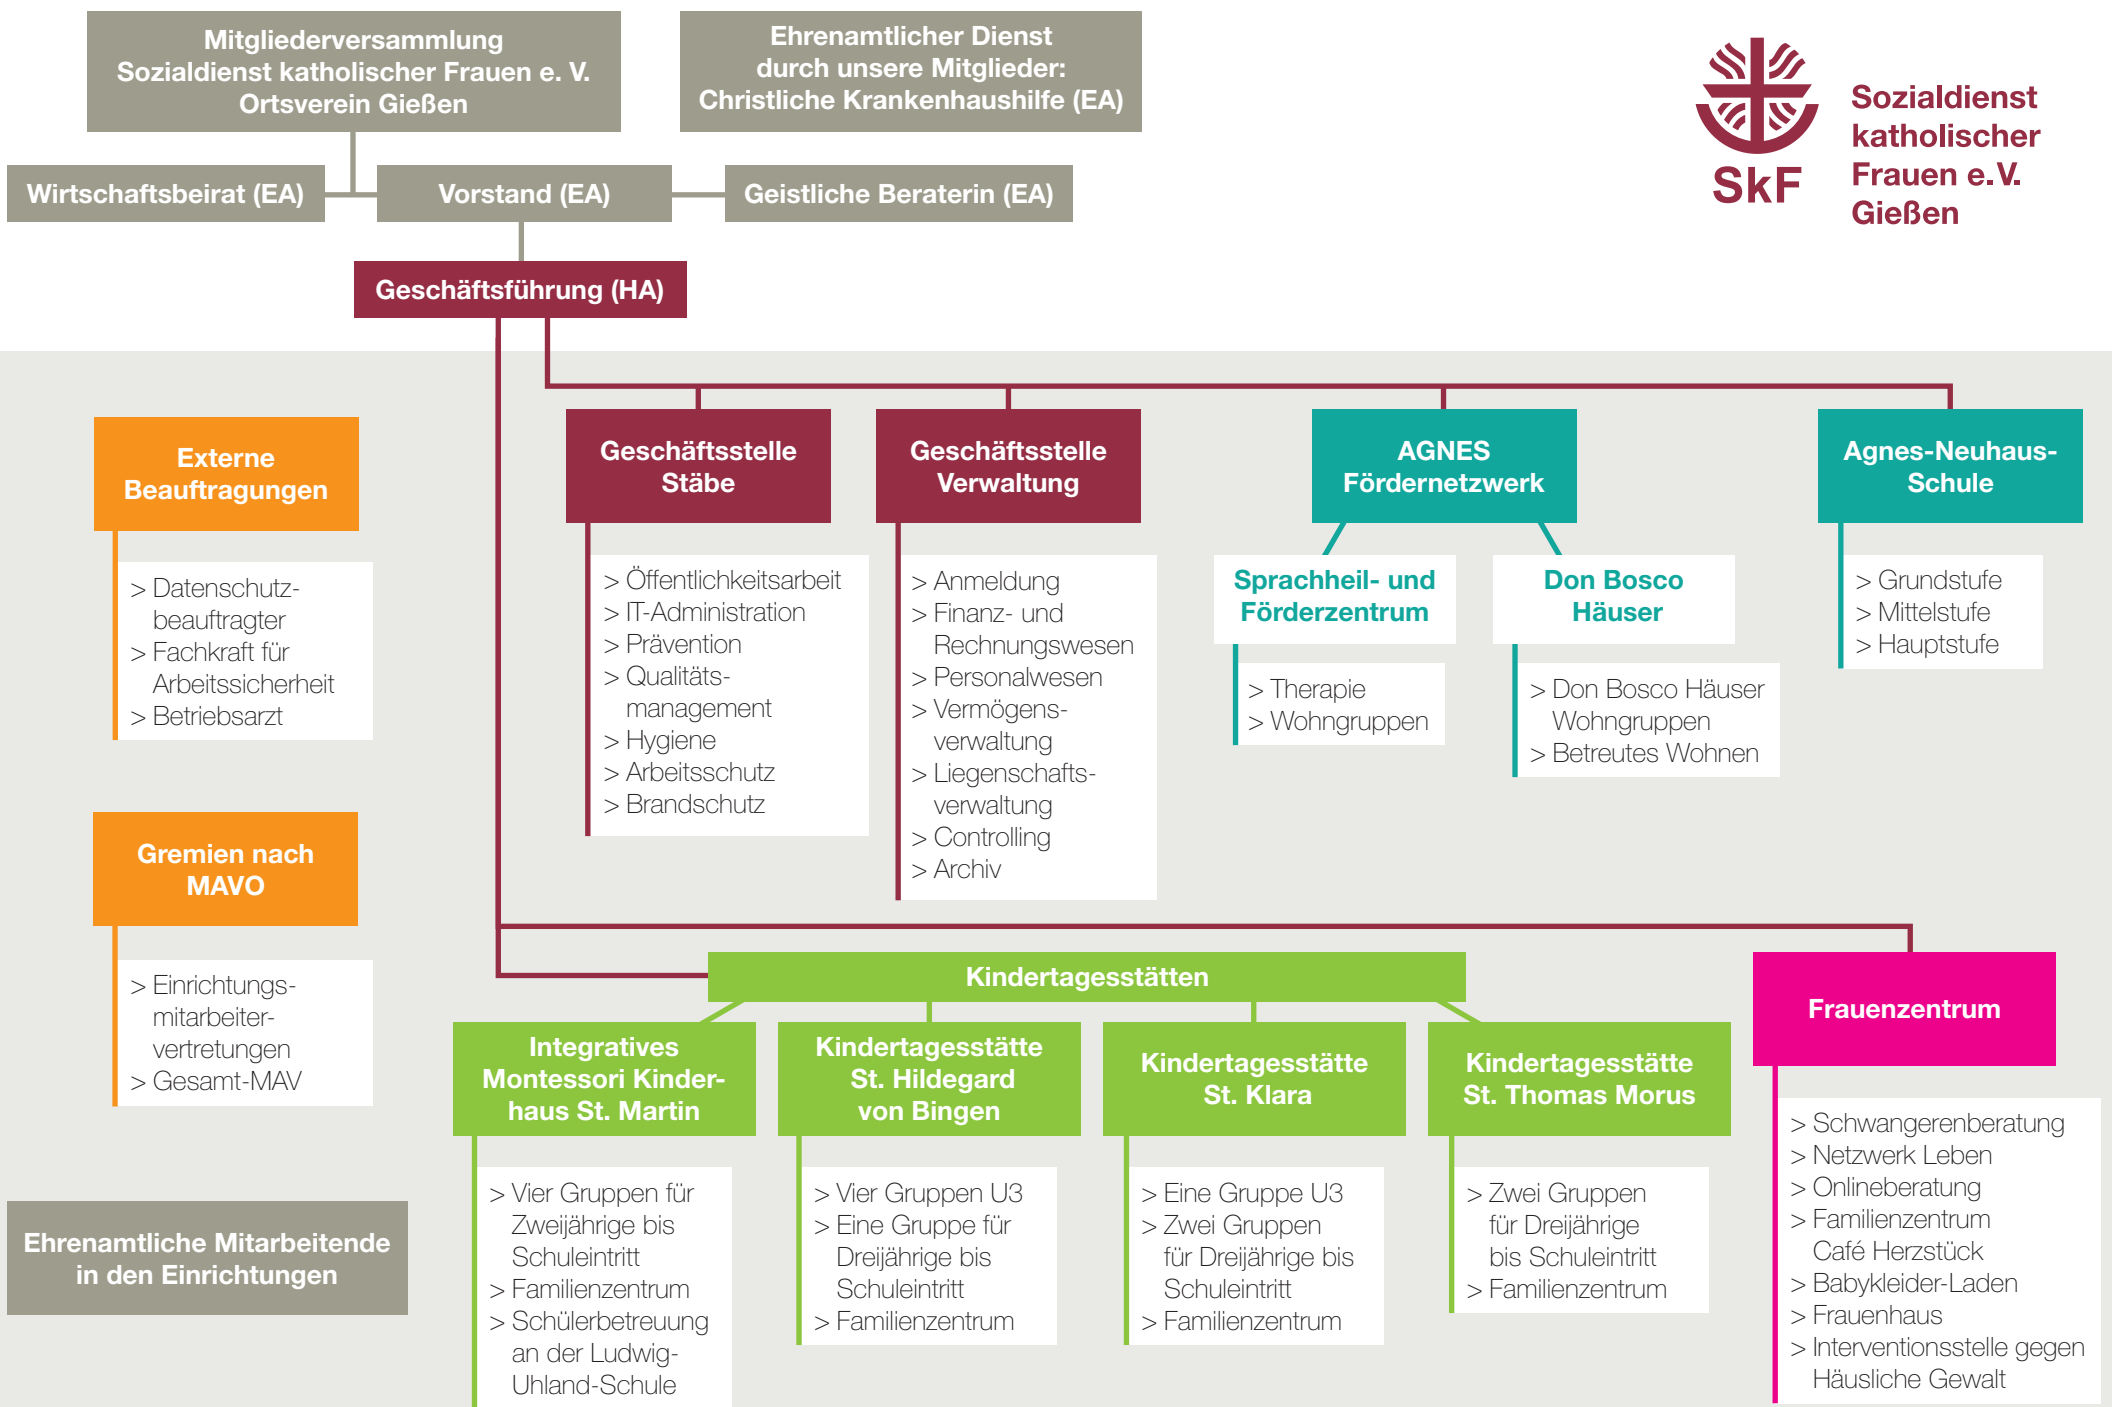 Mitgliederversammlung
Sozialdienst katholischer Frauen e. V.
Ortsverein Gießen
Ehrenamtlicher Dienst
durch unsere Mitglieder:
Christliche Krankenhaushilfe (EA)
SkF
Sozialdienst
katholischer
Frauen e.V.
Gießen
Wirtschaftsbeirat (EA)
Vorstand (EA)
Geistliche Beraterin (EA)
Geschäftsführung (HA)
Externe
Beauftragungen
> Datenschutz-
beauftragter
> Fachkraft für
Arbeitssicherheit
> Betriebsarzt
Geschäftsstelle
Stäbe
> Öffentlichkeitsarbeit
> IT-Administration
> Prävention
> Qualitäts-
management
> Hygiene
> Arbeitsschutz
> Brandschutz
Geschäftsstelle
Verwaltung
> Anmeldung
> Finanz- und
Rechnungswesen
> Personalwesen
> Vermögens-
verwaltung
> Liegenschafts-
verwaltung
> Controlling
> Archiv
AGNES
Fördernetzwerk
Sprachheil- und
Förderzentrum
> Therapie
> Wohngruppen
Don Bosco
Häuser
> Don Bosco Häuser
Wohngruppen
> Betreutes Wohnen
Agnes-Neuhaus-
Schule
> Grundstufe
> Mittelstufe
> Hauptstufe
Gremien nach
MAVO
> Einrichtungs-
mitarbeiter-
vertretungen
> Gesamt-MAV
Kindertagesstätten
Integratives
Montessori Kinder-
haus St. Martin
> Vier Gruppen für
Zweijährige bis
Schuleintritt
> Familienzentrum
> Schülerbetreuung
an der Ludwig-
Uhland-Schule
Kindertagesstätte
St. Hildegard
von Bingen
> Vier Gruppen U3
> Eine Gruppe für
Dreijährige bis
Schuleintritt
> Familienzentrum
Kindertagesstätte
St. Klara
> Eine Gruppe U3
> Zwei Gruppen
für Dreijährige bis
Schuleintritt
> Familienzentrum
Kindertagesstätte
St. Thomas Morus
> Zwei Gruppen
für Dreijährige
bis Schuleintritt
> Familienzentrum
Frauenzentrum
> Schwangerenberatung
> Netzwerk Leben
> Onlineberatung
> Familienzentrum
Café Herzstück
> Babykleider-Laden
> Frauenhaus
> Interventionsstelle gegen
Häusliche Gewalt
Ehrenamtliche Mitarbeitende
in den Einrichtungen